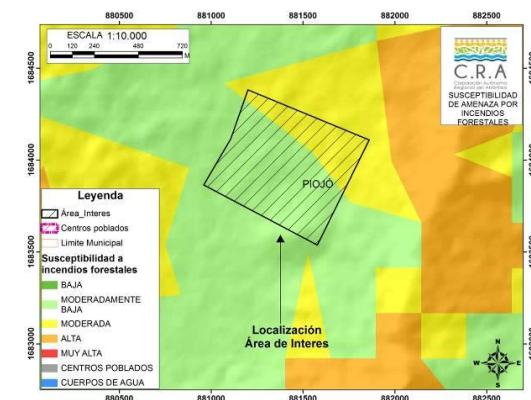 880500
881000
881500
882000
882500
ESCALA 1:10.000
0 120 240 480 720
M
C.R.A
Corporación Autónoma
Regional del Atlántico
SUSCEPTIBILIDAD
DE AMENAZA POR
INCENDIOS
FORESTALES
1684500
1684000
1683500
1683000
PIOJO
Leyenda
Área_Interes
Centros poblados
Limite Municipal
Susceptibilidad a
incendios forestales
BAJA
MODERADAMENTE
BAJA
MODERADA
ALTA
MUY ALTA
CENTROS POBLADOS
CUERPOS DE AGUA
Localización
Área de Interes
N
W
E
S
880500
881000
881500
882000
882500